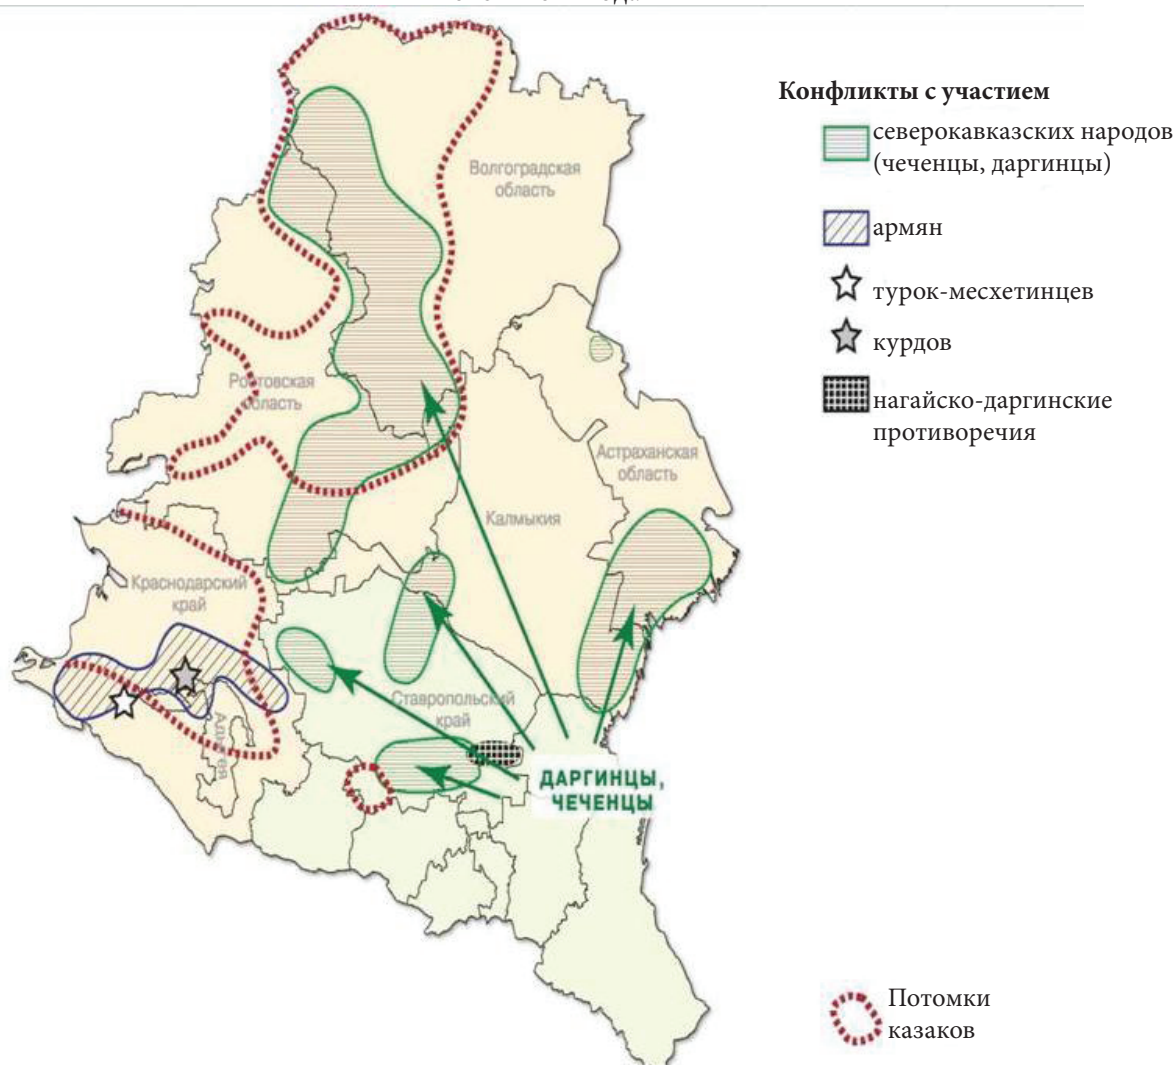 Конфликты с участием
северокавказских народов
(чеченцы, даргинцы)
армян
турок-месхетинцев
курдов
нагайско-даргинские
противоречия
Волгоградская
область
Ростовская
область
Астраханская
область
Калмыкия
Краснодарский
край
Ставропольский
край
Адыгея
ДАРГИНЦЫ,
ЧЕЧЕНЦЫ
Потомки
казаков